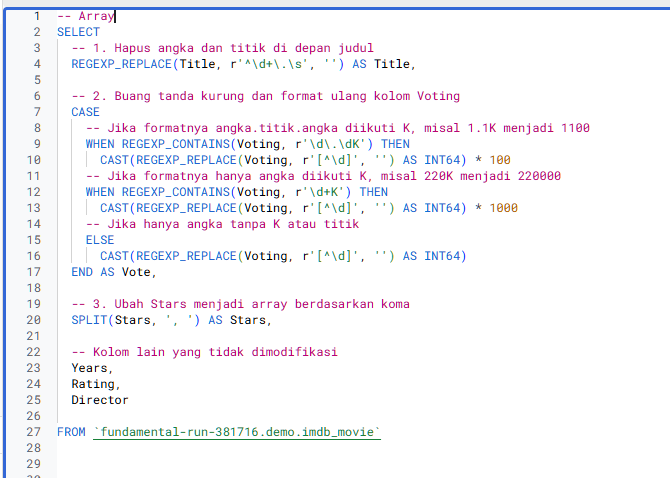 1 -- Array
2 SELECT
3 -- 1. Hapus angka dan titik di depan judul
4 REGEXP_REPLACE(Title, r'^\d+\.\s', '') AS Title,
5
6 -- 2. Buang tanda kurung dan format ulang kolom Voting
7 CASE
8 -- Jika formatnya angka.titik.angka diikuti K, misal 1.1K menjadi 1100
9 WHEN REGEXP_CONTAINS(Voting, r'\d\.\dK') THEN
10 CAST(REGEXP_REPLACE(Voting, r'[^\d]', '') AS INT64) * 100
11 -- Jika formatnya hanya angka diikuti K, misal 220K menjadi 220000
12 WHEN REGEXP_CONTAINS(Voting, r'\d+K') THEN
13 CAST(REGEXP_REPLACE(Voting, r'[^\d]', '') AS INT64) * 1000
14 -- Jika hanya angka tanpa K atau titik
15 ELSE
16 CAST(REGEXP_REPLACE(Voting, r'[^\d]', '') AS INT64)
17 END AS Vote,
18
19 -- 3. Ubah Stars menjadi array berdasarkan koma
20 SPLIT(Stars, ', ') AS Stars,
21
22 -- Kolom lain yang tidak dimodifikasi
23 Years,
24 Rating,
25 Director
26
27 FROM `fundamental-run-381716.demo.imdb_movie`
28
29